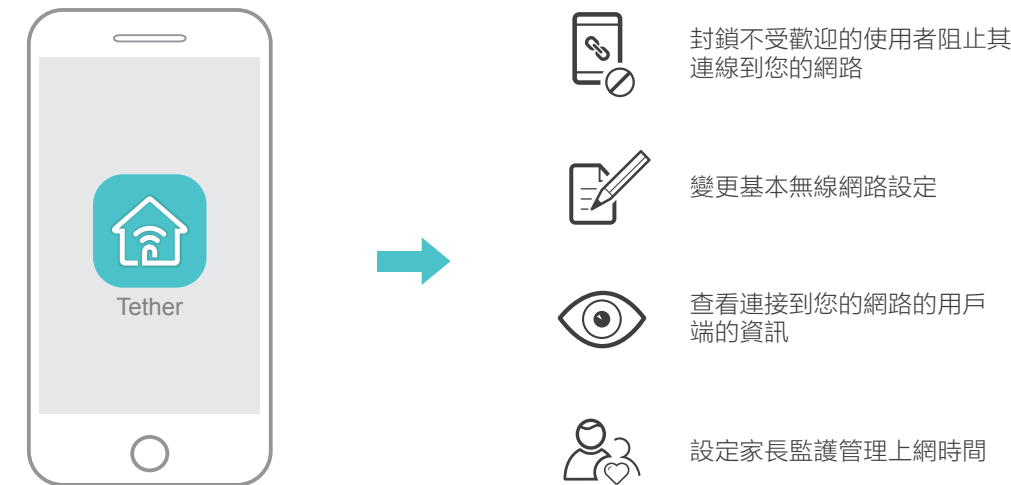 Tether
封鎖不受歡迎的使用者阻止其
連線到您的網路
變更基本無線網路設定
查看連接到您的網路的用戶
端的資訊
設定家長監護管理上網時間